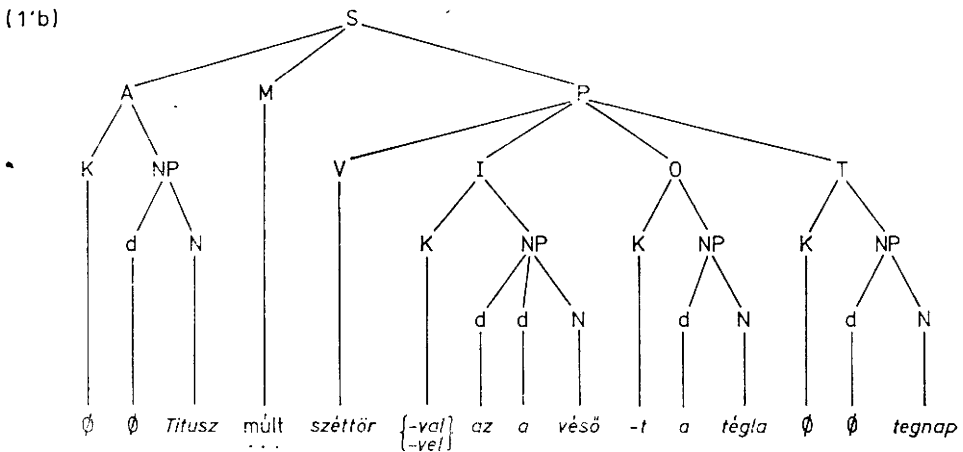 (1'b)
S
A M P
K NP V I O T
d N K NP K NP K NP
d d N d N d N
Ø Ø Titusz múlt széttör {-val az a véső -t a tégla Ø Ø tegnap
... -vel}